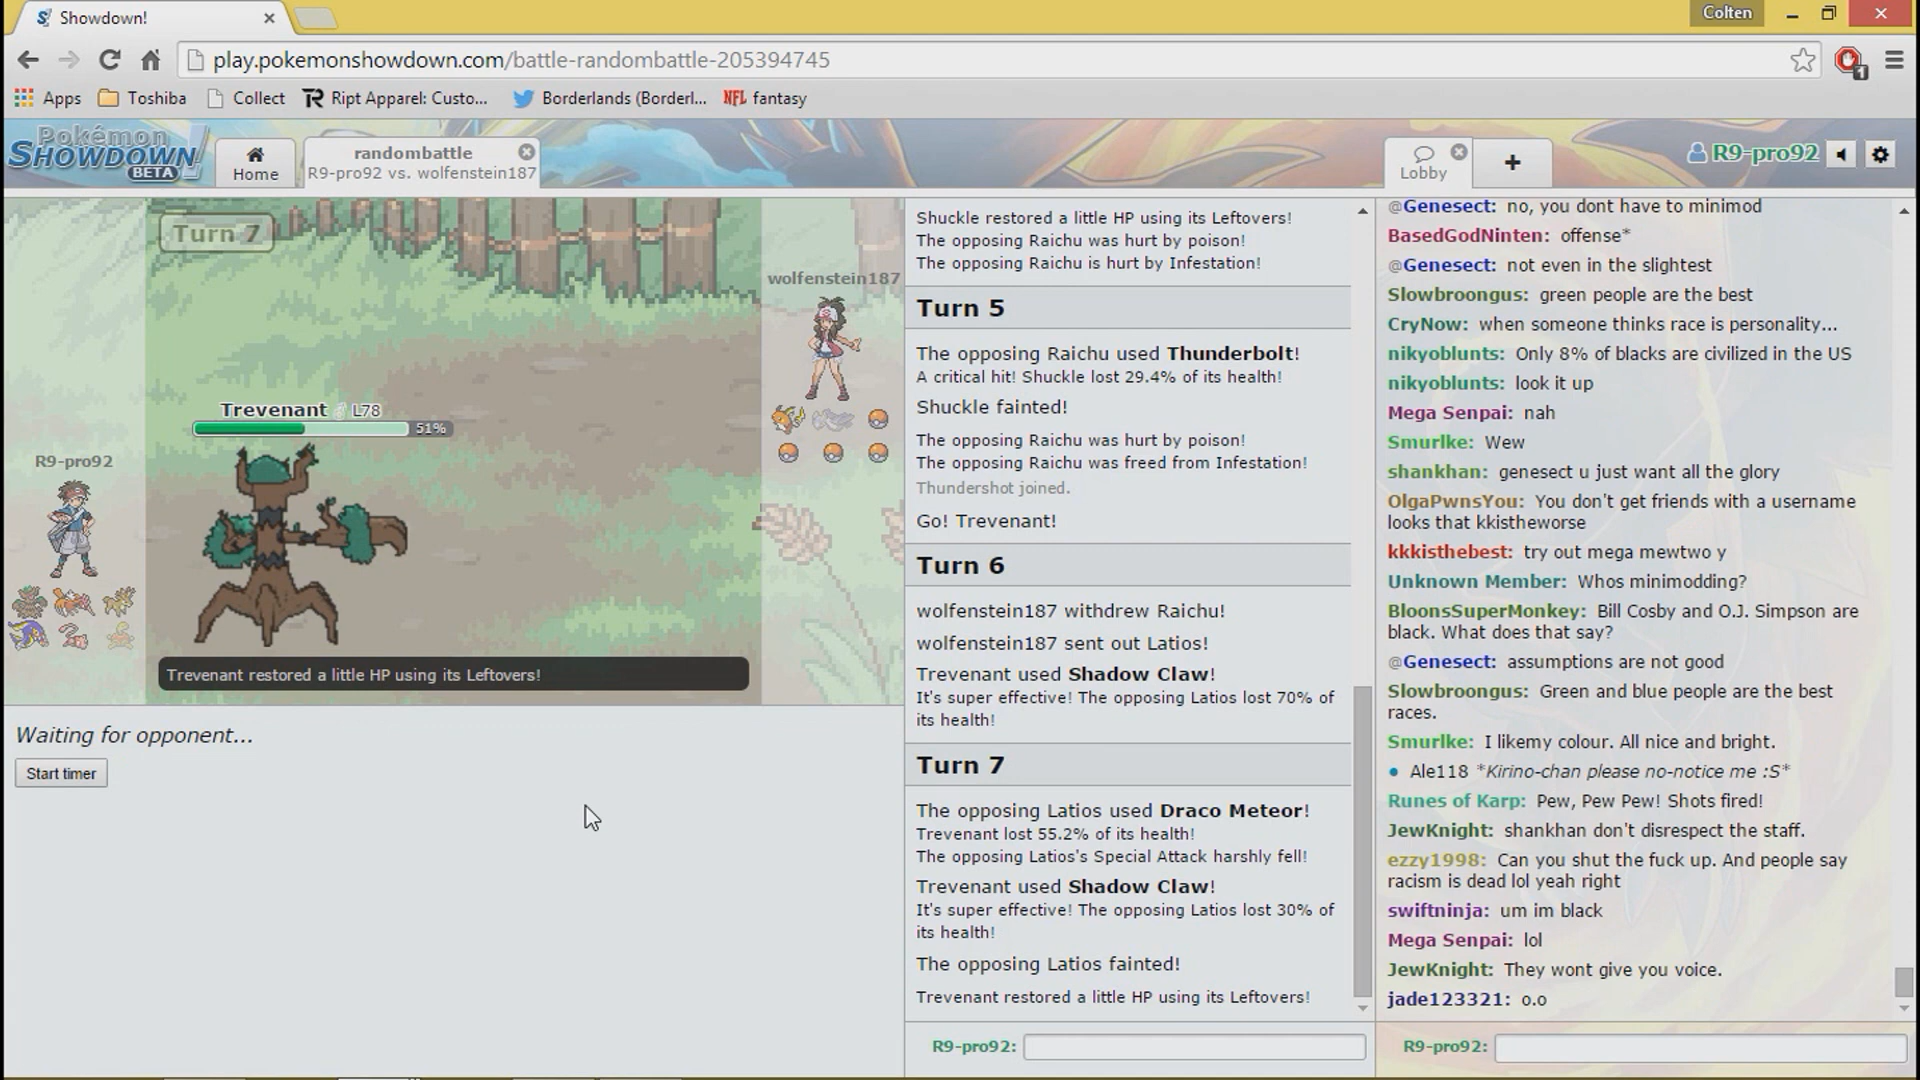 Showdown!
Colten
play.pokemonshowdown.com/battle-randombattle-205394745
1
Apps
Toshiba
Collect
Ript Apparel: Custo...
Borderlands (Borderl...
NFL fantasy
Pokémon
SHOWDOWN!
BETA
Home
randombattle
R9-pro92 vs. wolfenstein187
Lobby
+
R9-pro92
Turn 7
wolfenstein187
Trevenant ♂ L78
51%
R9-pro92
Trevenant restored a little HP using its Leftovers!
Waiting for opponent...
Start timer
Shuckle restored a little HP using its Leftovers!
The opposing Raichu was hurt by poison!
The opposing Raichu is hurt by Infestation!
Turn 5
The opposing Raichu used Thunderbolt!
A critical hit! Shuckle lost 29.4% of its health!
Shuckle fainted!
The opposing Raichu was hurt by poison!
The opposing Raichu was freed from Infestation!
Thundershot joined.
Go! Trevenant!
Turn 6
wolfenstein187 withdrew Raichu!
wolfenstein187 sent out Latios!
Trevenant used Shadow Claw!
It's super effective! The opposing Latios lost 70% of
its health!
Turn 7
The opposing Latios used Draco Meteor!
Trevenant lost 55.2% of its health!
The opposing Latios's Special Attack harshly fell!
Trevenant used Shadow Claw!
It's super effective! The opposing Latios lost 30% of
its health!
The opposing Latios fainted!
Trevenant restored a little HP using its Leftovers!
R9-pro92:
@Genesect: no, you dont have to minimod
BasedGodNinten: offense*
@Genesect: not even in the slightest
Slowbroongus: green people are the best
CryNow: when someone thinks race is personality...
nikyoblunts: Only 8% of blacks are civilized in the US
nikyoblunts: look it up
Mega Senpai: nah
Smurlke: Wew
shankhan: genesect u just want all the glory
OlgaPwnsYou: You don't get friends with a username
looks that kkistheworse
kkkisthebest: try out mega mewtwo y
Unknown Member: Whos minimodding?
BloonsSuperMonkey: Bill Cosby and O.J. Simpson are
black. What does that say?
@Genesect: assumptions are not good
Slowbroongus: Green and blue people are the best
races.
Smurlke: I likemy colour. All nice and bright.
• Ale118 *Kirino-chan please no-notice me :S*
Runes of Karp: Pew, Pew Pew! Shots fired!
JewKnight: shankhan don't disrespect the staff.
ezzy1998: Can you shut the fuck up. And people say
racism is dead lol yeah right
swiftninja: um im black
Mega Senpai: lol
JewKnight: They wont give you voice.
jade123321: o.o
R9-pro92: